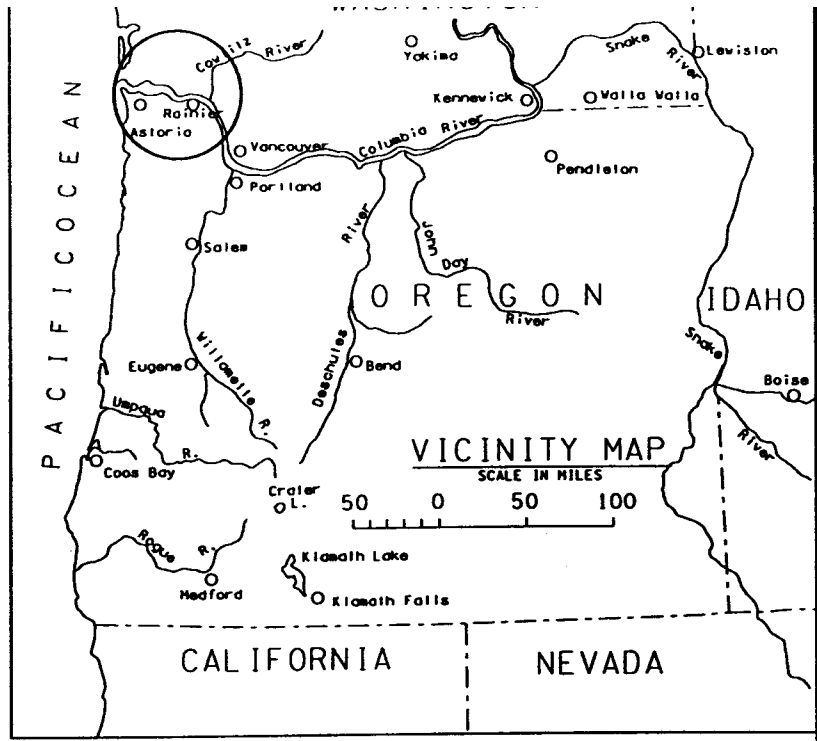 WASHINGTON
Cowlitz River
Yakima
Snake River
Lewiston
Kennewick
Walla Walla
Rainier
Astoria
Vancouver
Columbia River
Pendleton
Portland
PACIFIC OCEAN
River
John Day
River
Salem
OREGON
IDAHO
Willamette R.
Deschutes
Snake
Eugene
Bend
Boise
Umpqua
R.
River
VICINITY MAP
SCALE IN MILES
Coos Bay
Crater
L.
50 0 50 100
Rogue R.
Klamath Lake
Medford
Klamath Falls
CALIFORNIA
NEVADA